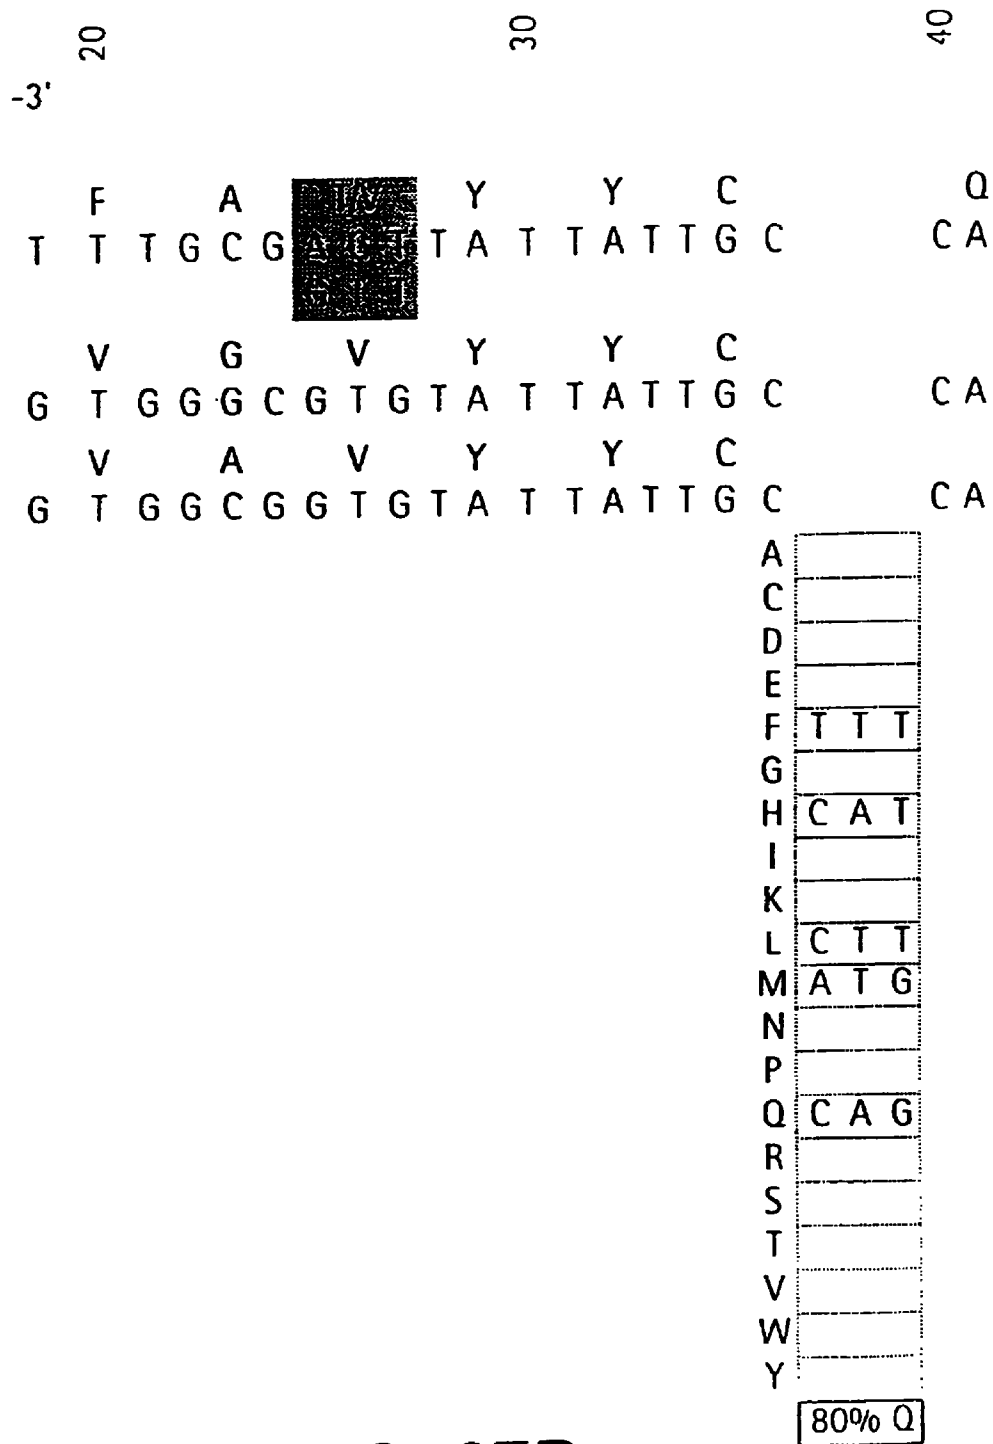 20 30 40
-3'
F A Y Y C Q
T T T G C G T A T T A T T G C C A
V G V Y Y C
G T G G G C G T G T A T T A T T G C C A
V A V Y Y C
G T G G C G G T G T A T T A T T G C C A
A
C
D
E
F T T T
G
H C A T
I
K
L C T T
M A T G
N
P
Q C A G
R
S
T
V
W
Y
80% Q